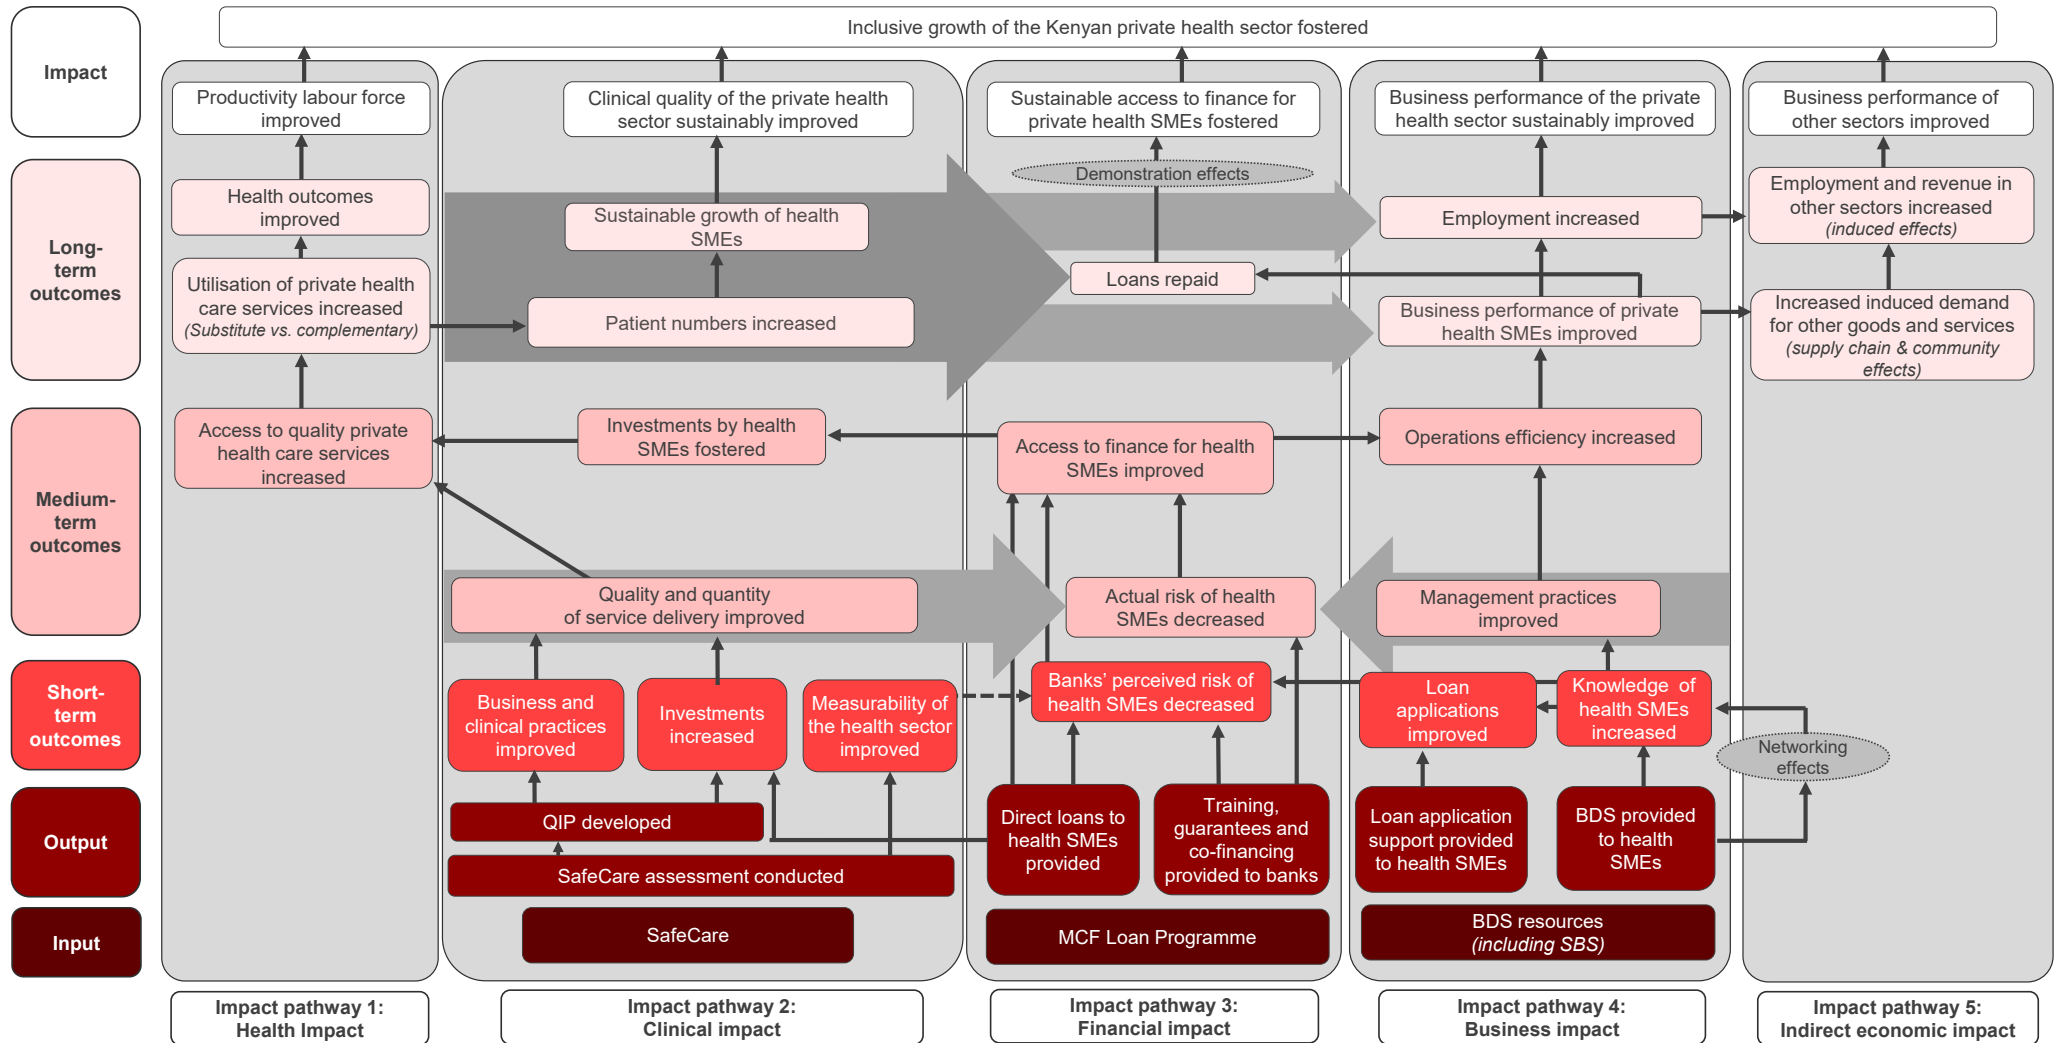 Inclusive growth of the Kenyan private health sector fostered
Impact
Productivity labour force
improved
Clinical quality of the private health
sector sustainably improved
Sustainable access to finance for
private health SMEs fostered
Business performance of the private
health sector sustainably improved
Business performance of
other sectors improved
Long-
term
outcomes
Health outcomes
improved
Utilisation of private health
care services increased
(Substitute vs. complementary)
Sustainable growth of health
SMEs
Patient numbers increased
Demonstration effects
Loans repaid
Employment increased
Business performance of private
health SMEs improved
Employment and revenue in
other sectors increased
(induced effects)
Increased induced demand
for other goods and services
(supply chain & community
effects)
Medium-
term
outcomes
Access to quality private
health care services
increased
Investments by health
SMEs fostered
Access to finance for health
SMEs improved
Operations efficiency increased
Quality and quantity
of service delivery improved
Actual risk of health
SMEs decreased
Management practices
improved
Short-
term
outcomes
Business and
clinical practices
improved
Investments
increased
Measurability of
the health sector
improved
Banks' perceived risk of
health SMEs decreased
Loan
applications
improved
Knowledge of
health SMEs
increased
Networking
effects
Output
QIP developed
SafeCare assessment conducted
Direct loans to
health SMEs
provided
Training,
guarantees and
co-financing
provided to banks
Loan application
support provided
to health SMEs
BDS provided
to health
SMEs
Input
SafeCare
MCF Loan Programme
BDS resources
(including SBS)
Impact pathway 1:
Health Impact
Impact pathway 2:
Clinical impact
Impact pathway 3:
Financial impact
Impact pathway 4:
Business impact
Impact pathway 5:
Indirect economic impact